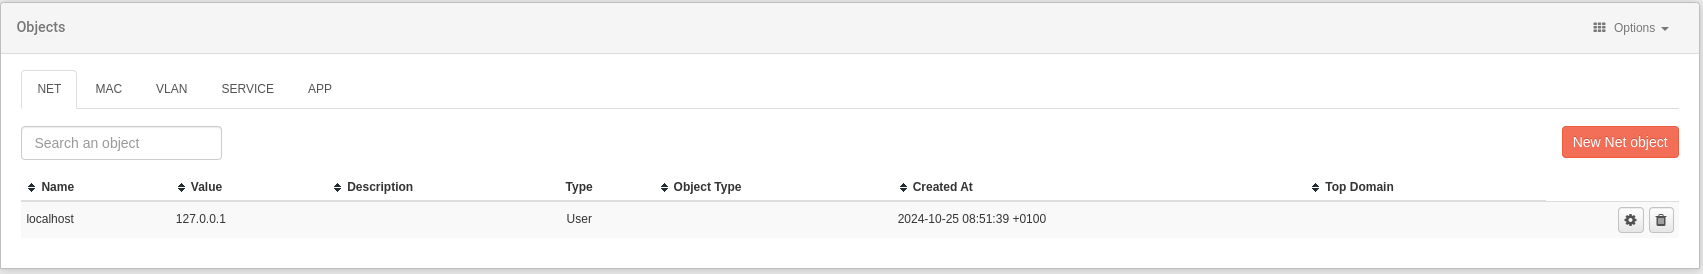 Objects
Options
NET MAC VLAN SERVICE APP
Search an object
New Net object
Name Value Description Type Object Type Created At Top Domain
localhost 127.0.0.1 User 2024-10-25 08:51:39 +0100